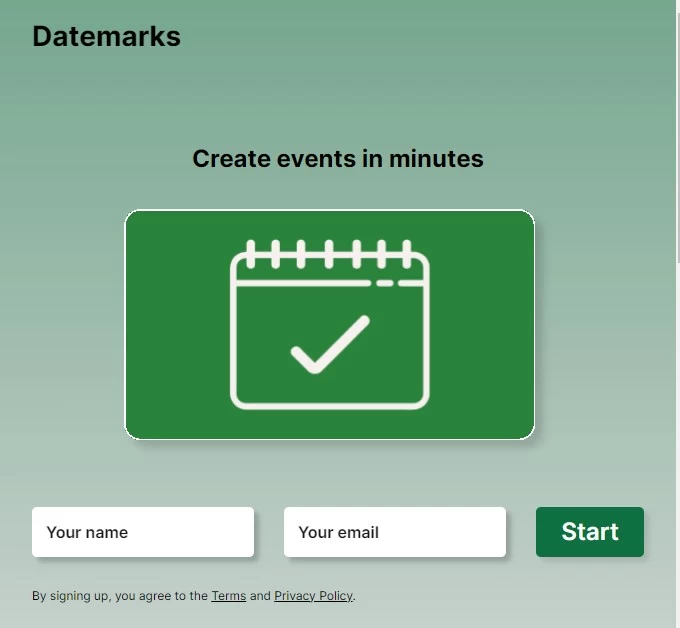 Datemarks
Create events in minutes
Your name
Your email
Start
By signing up, you agree to the Terms and Privacy Policy.